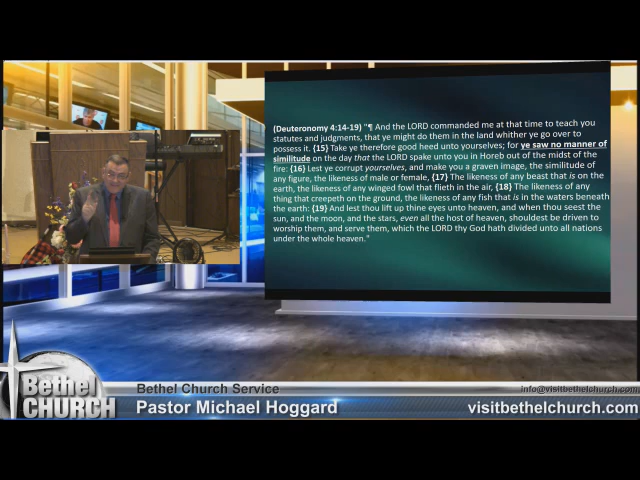 (Deuteronomy 4:14-19) "¶ And the LORD commanded me at that time to teach you
statutes and judgments, that ye might do them in the land whither ye go over to
possess it. {15} Take ye therefore good heed unto yourselves; for ye saw no manner of
similitude on the day that the LORD spake unto you in Horeb out of the midst of the
fire: {16} Lest ye corrupt yourselves, and make you a graven image, the similitude of
any figure, the likeness of male or female, {17} The likeness of any beast that is on
the earth, the likeness of any winged fowl that flieth in the air, {18} The likeness of any
thing that creepeth on the ground, the likeness of any fish that is in the waters beneath
the earth: {19} And lest thou lift up thine eyes unto heaven, and when thou seest the
sun, and the moon, and the stars, even all the host of heaven, shouldest be driven to
worship them, and serve them, which the LORD thy God hath divided unto all nations
under the whole heaven."
Bethel
CHURCH
Bethel Church Service
info@visitbethelchurch.com
Pastor Michael Hoggard
visitbethelchurch.com